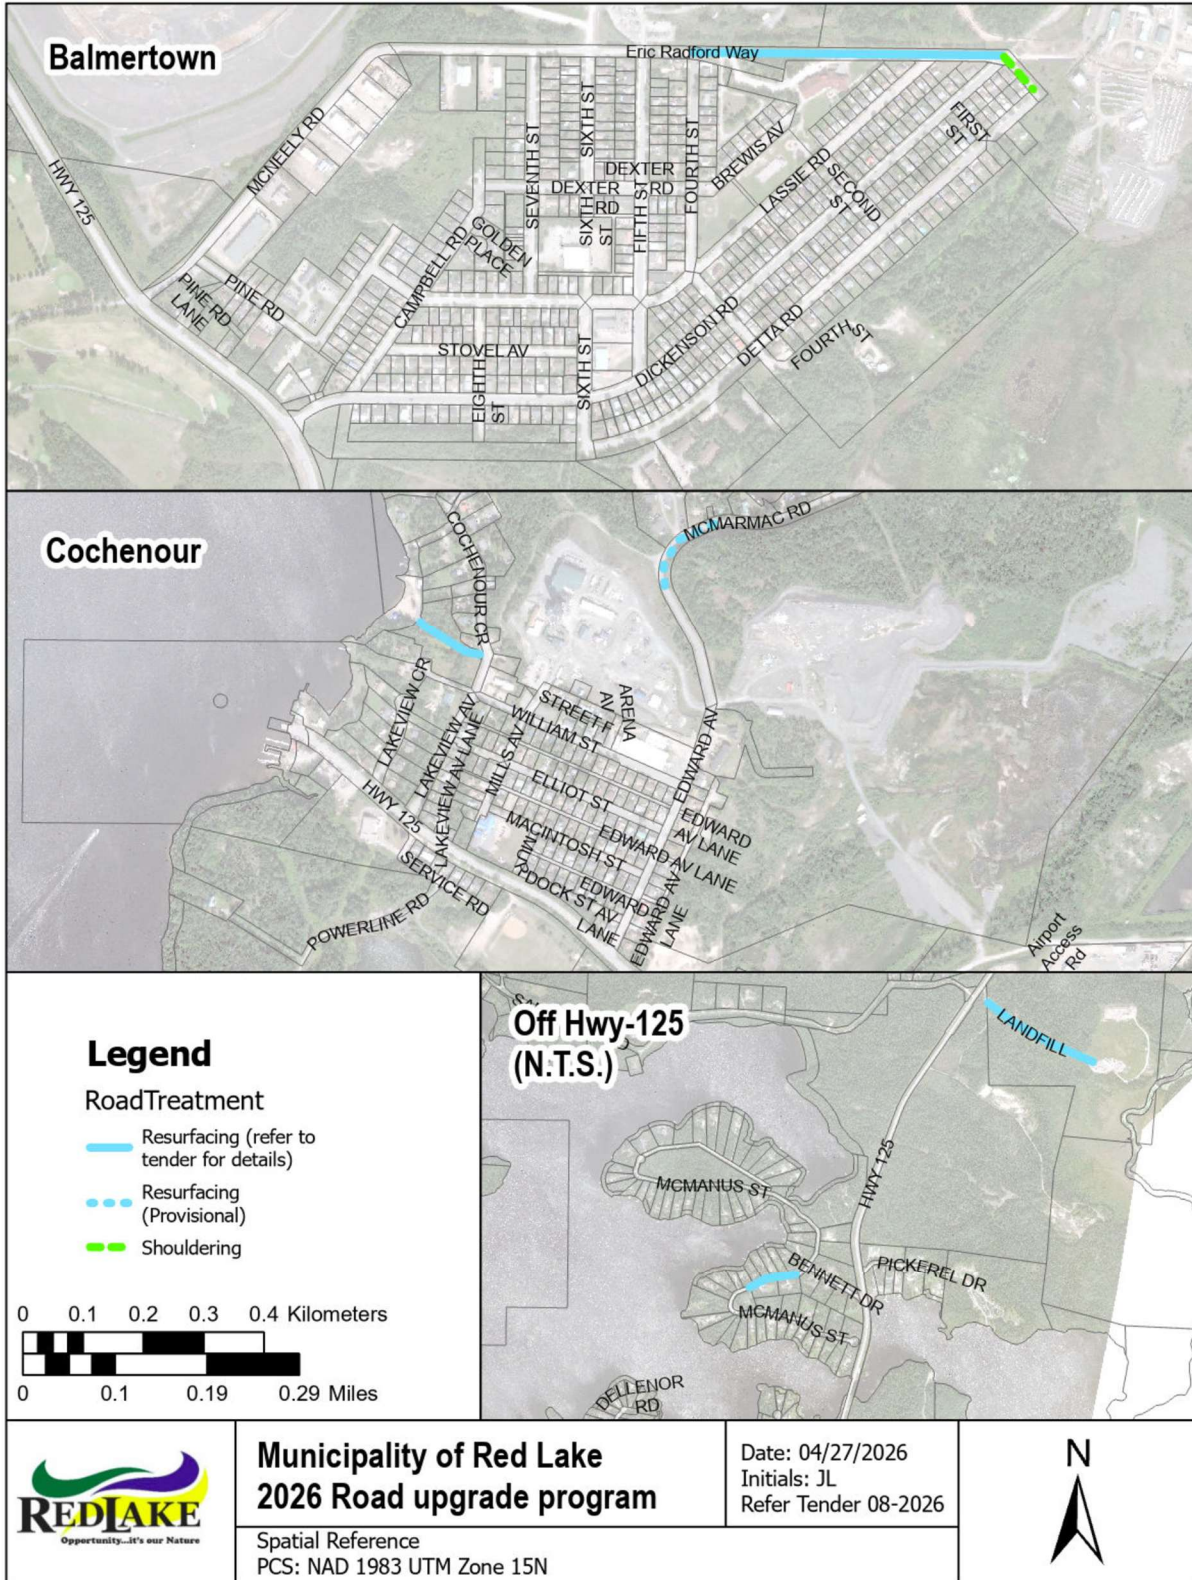 Balmertown
Eric Radford Way
HWY 125
MCNEELY RD
PINE RD
LANE
PINE RD
CAMPBELL RD
GOLDEN
PLACE
SEVENTH ST
SIXTH ST
DEXTER
RD
DEXTER
RD
SIXTH
ST
FIFTH ST
FOURTH ST
BREWIS AV
LASSIE RD
SECOND
ST
FIRST
ST
STOVEL AV
EIGHTH
ST
SIXTH ST
DICKENSON RD
DETTA RD
FOURTH ST
Cochenour
COCHENOUR CR
MCMARMAC RD
LAKEVIEW CR
LAKEVIEW AV
LAKEVIEW AV LANE
MILLS AV
STREET F
AV
ARENA
WILLIAM ST
ELLIOT ST
MACINTOSH ST
EDWARD AV
EDWARD
AV LANE
EDWARD AV LANE
HWY 125
SERVICE RD
POWERLINE RD
MUR
DOCK ST
EDWARD
AV
LANE
EDWARD AV
LANE
Airport
Access
Rd
Off Hwy-125
(N.T.S.)
LANDFILL
HWY 125
MCMANUS ST
BENNETT DR
PICKEREL DR
MCMANUS ST
DELLENOR
RD
Legend
RoadTreatment
Resurfacing (refer to
tender for details)
Resurfacing
(Provisional)
Shouldering
0 0.1 0.2 0.3 0.4 Kilometers
0 0.1 0.19 0.29 Miles
RED LAKE
Opportunity...it's our Nature
Municipality of Red Lake
2026 Road upgrade program
Spatial Reference
PCS: NAD 1983 UTM Zone 15N
Date: 04/27/2026
Initials: JL
Refer Tender 08-2026
N